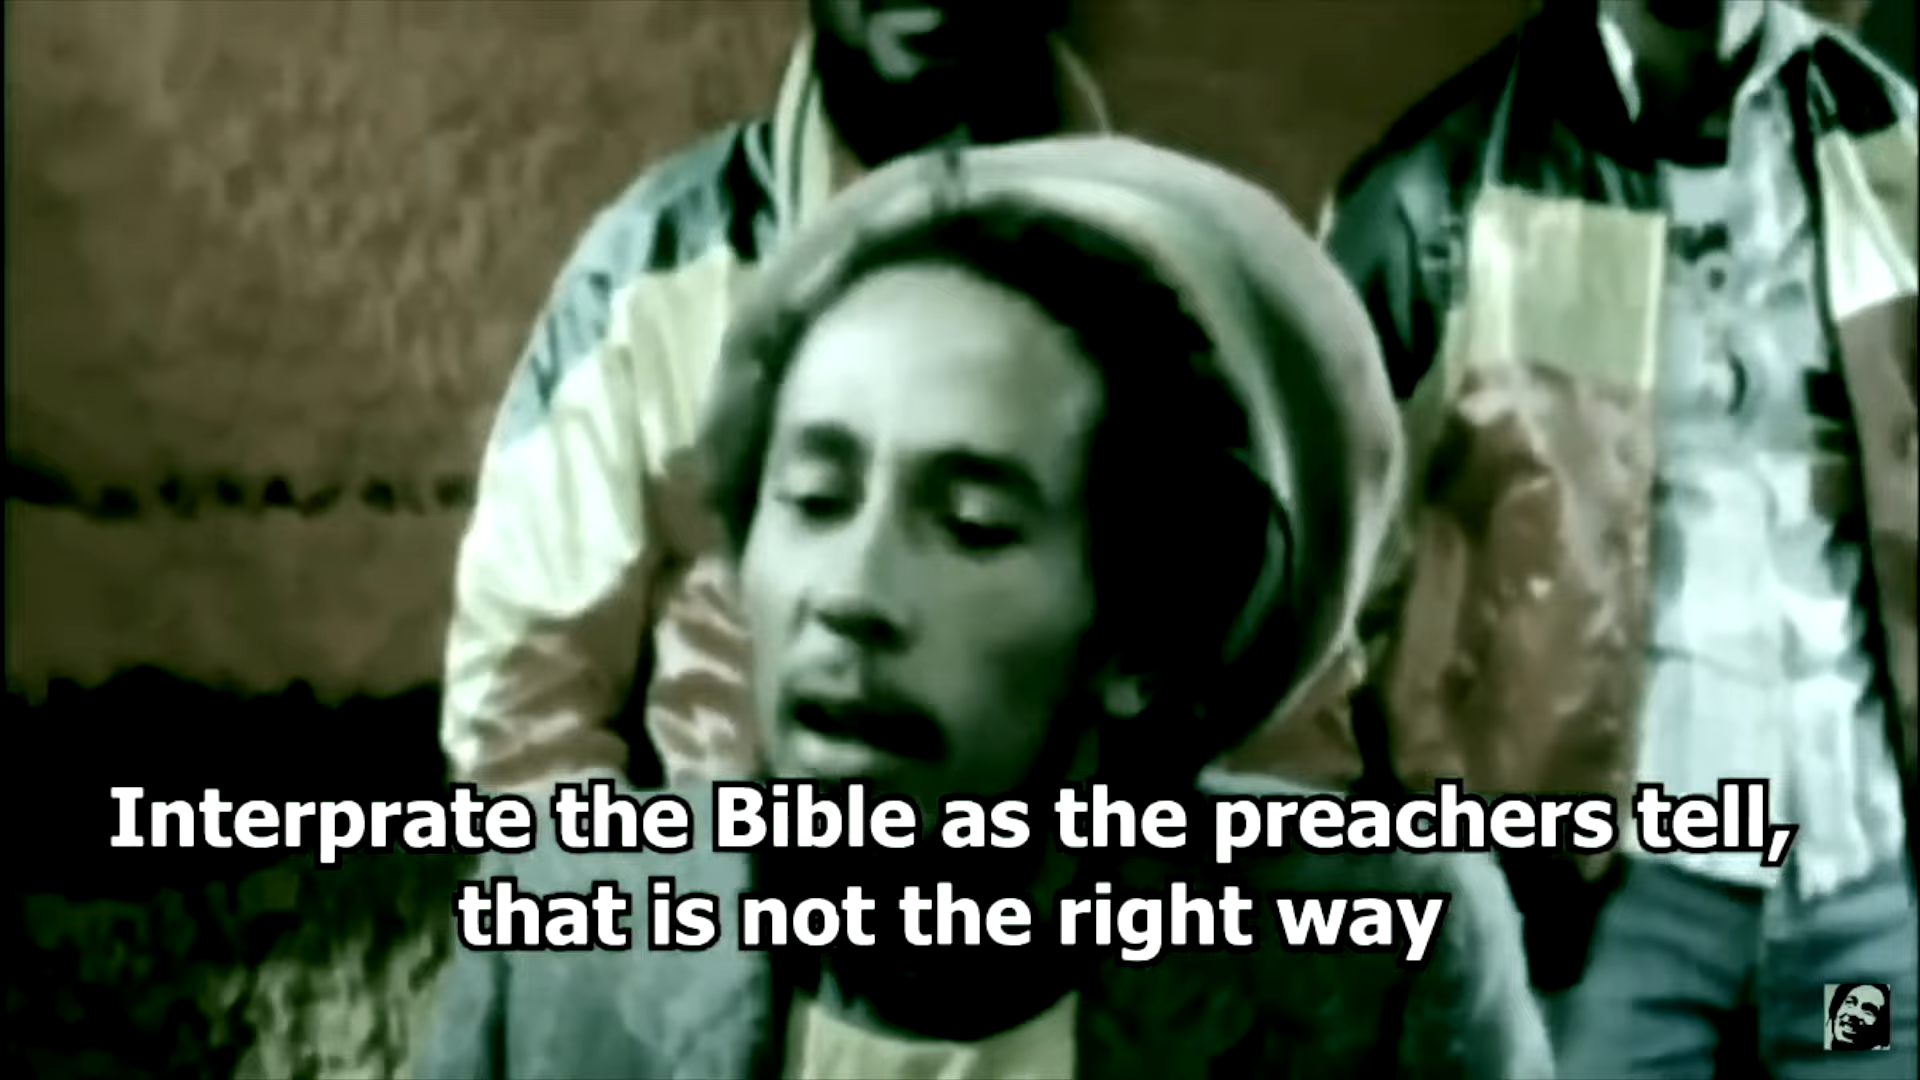 Interprate the Bible as the preachers tell,
that is not the right way